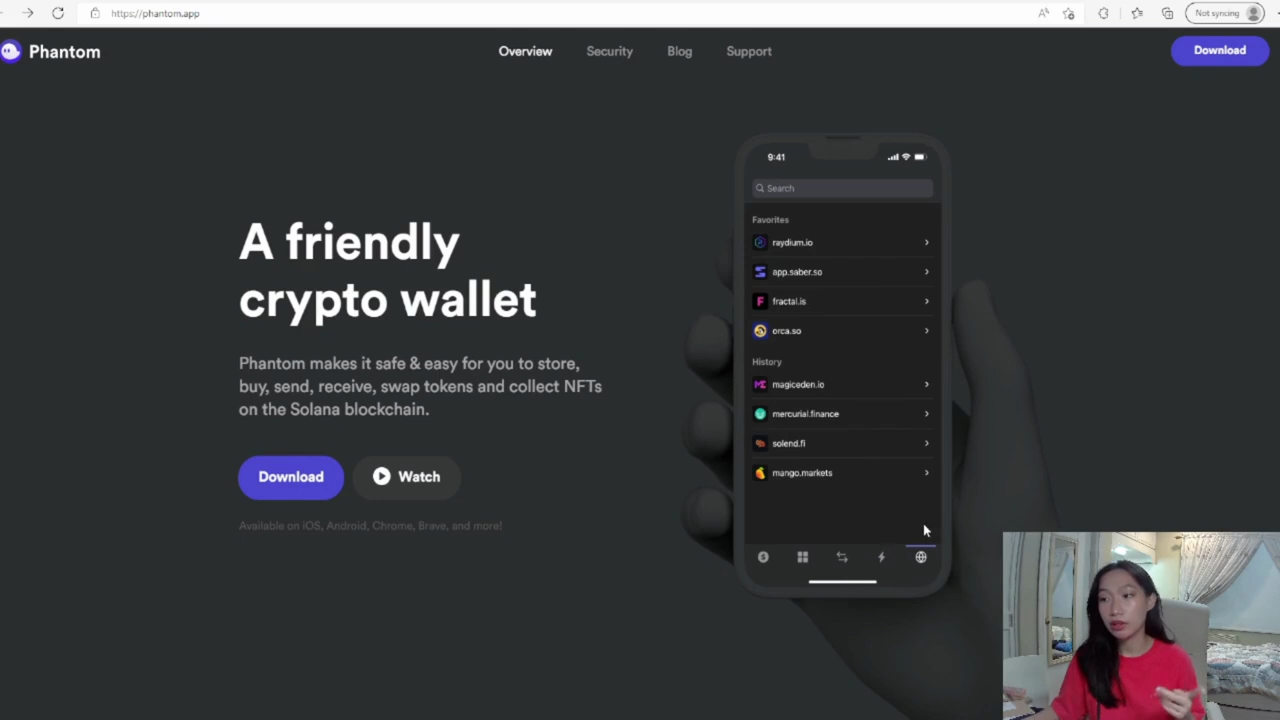 https://phantom.app
Not syncing
Phantom
Overview
Security
Blog
Support
Download
A friendly
crypto wallet
Phantom makes it safe & easy for you to store,
buy, send, receive, swap tokens and collect NFTs
on the Solana blockchain.
Download
Watch
Available on iOS, Android, Chrome, Brave, and more!
9:41
Search
Favorites
raydium.io
app.saber.so
fractal.is
orca.so
History
magiceden.io
mercurial.finance
solend.fi
mango.markets